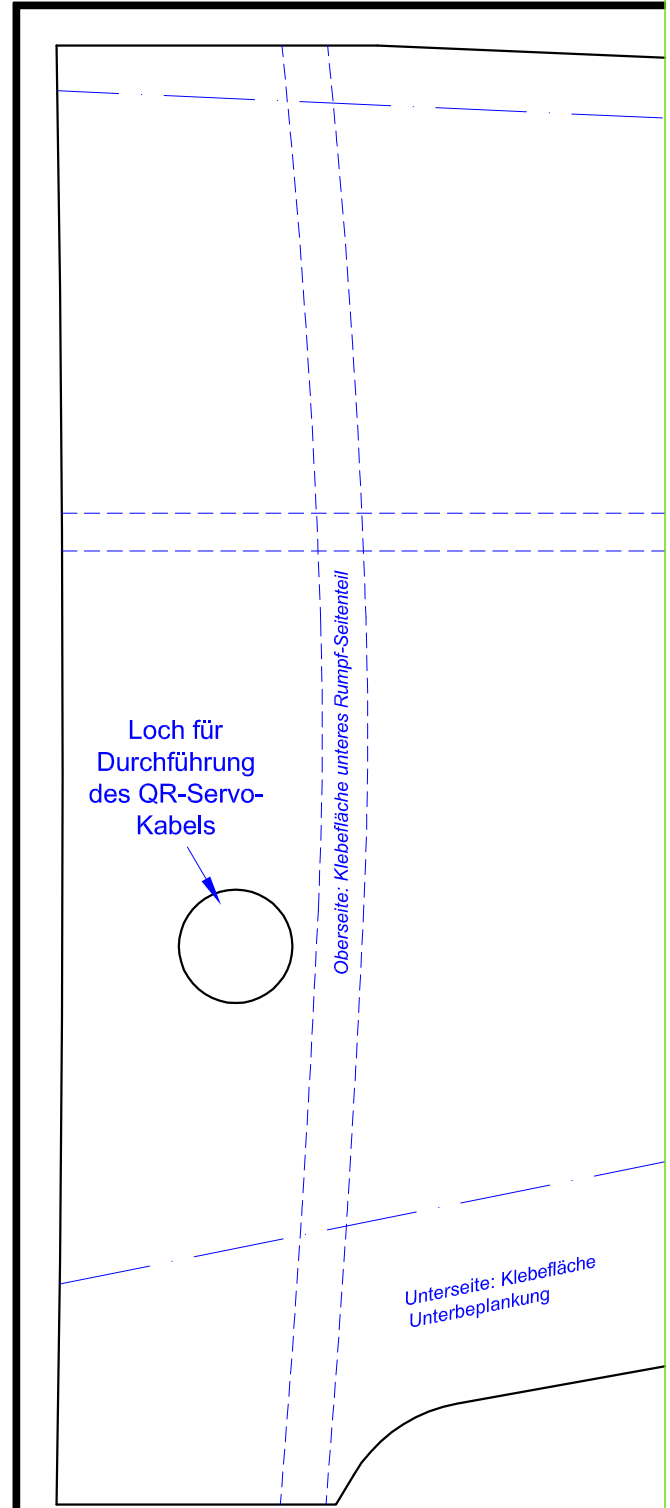 Oberseite: Klebefläche unteres Rumpf-Seitenteil
Loch für
Durchführung
des QR-Servo-
Kabels
Unterseite: Klebefläche
Unterbeplankung